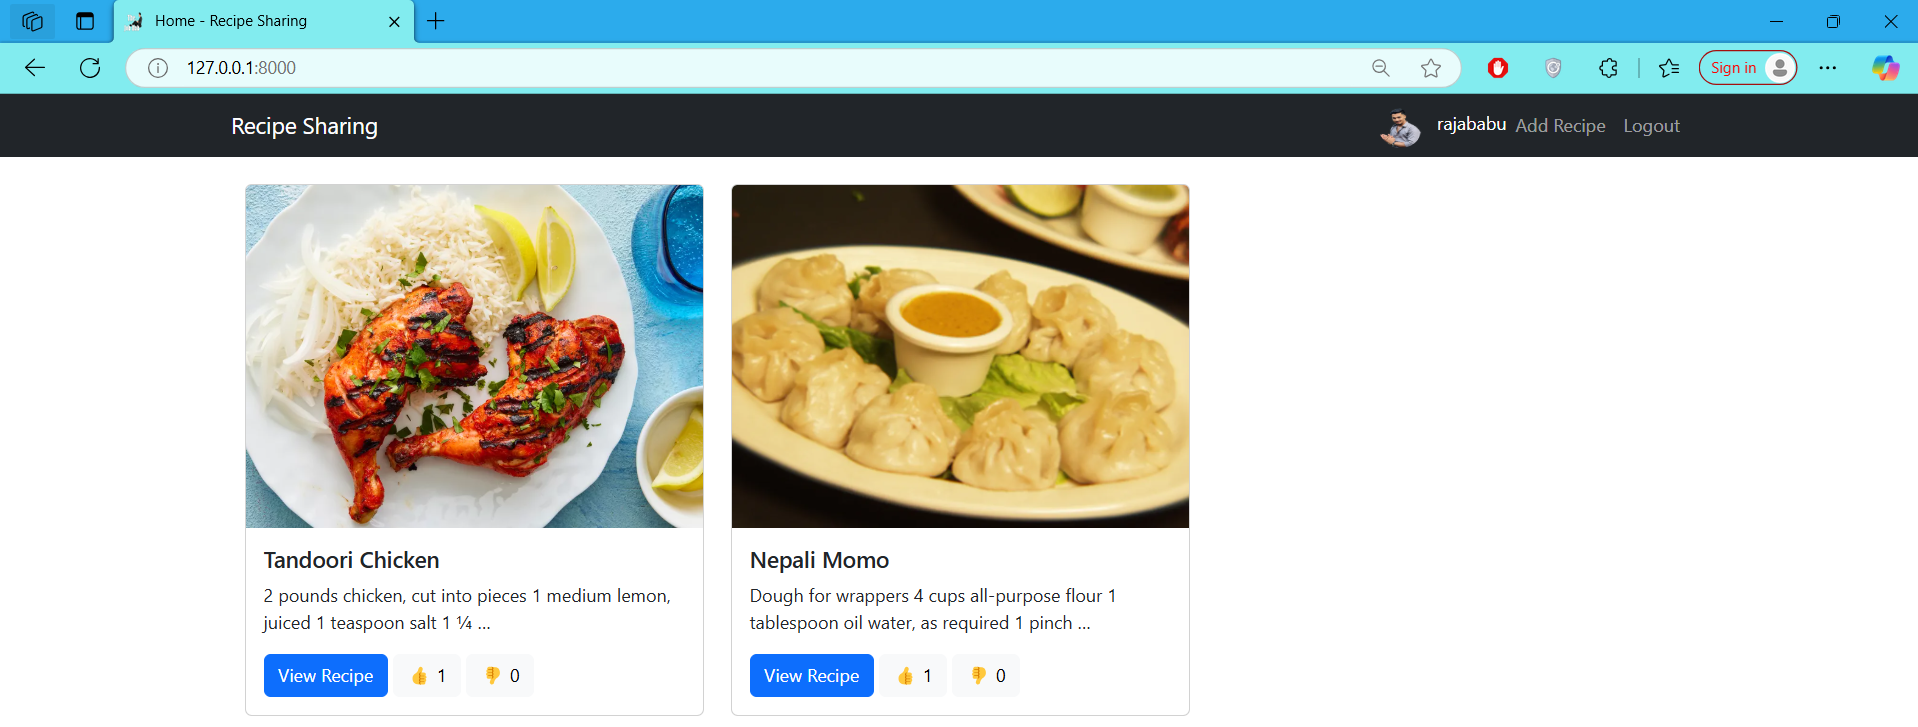 Home - Recipe Sharing
127.0.0.1:8000
Sign in
Recipe Sharing
rajababu Add Recipe Logout
Tandoori Chicken
2 pounds chicken, cut into pieces 1 medium lemon,
juiced 1 teaspoon salt 1 ¼ ...
View Recipe 👍 1 👎 0
Nepali Momo
Dough for wrappers 4 cups all-purpose flour 1
tablespoon oil water, as required 1 pinch ...
View Recipe 👍 1 👎 0